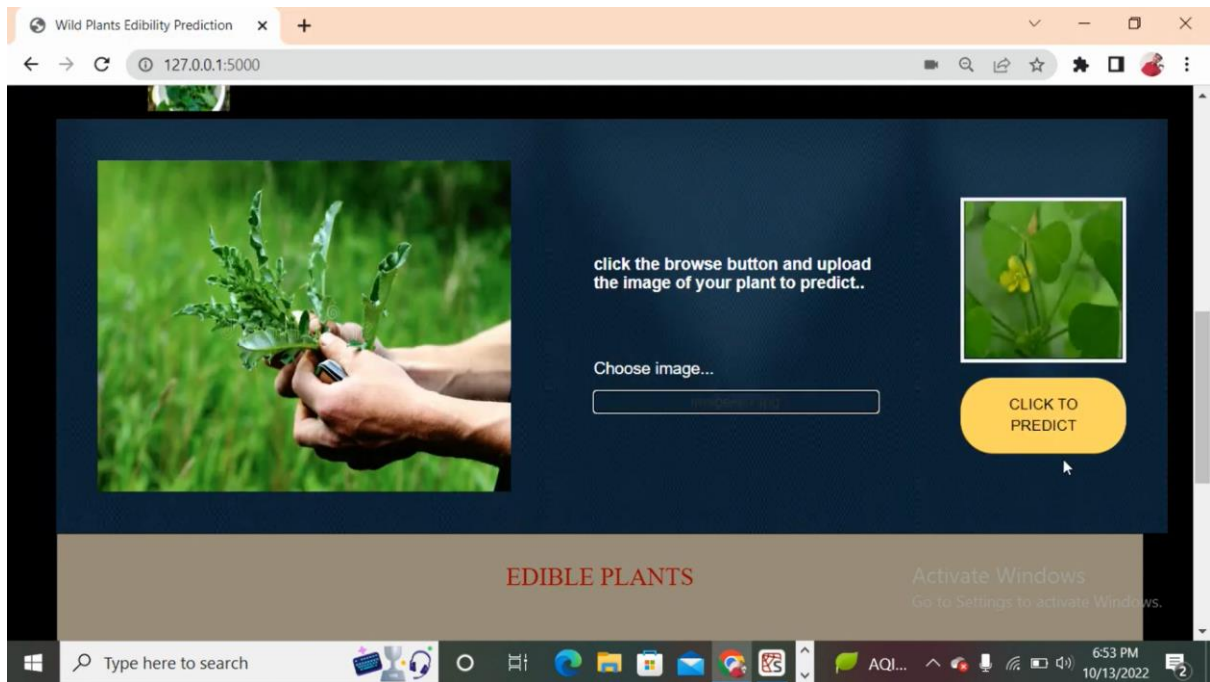 Wild Plants Edibility Prediction
127.0.0.1:5000
click the browse button and upload
the image of your plant to predict..
Choose image...
CLICK TO
PREDICT
EDIBLE PLANTS
Activate Windows
Go to Settings to activate Windows.
Type here to search
AQI...
6:53 PM
10/13/2022
2